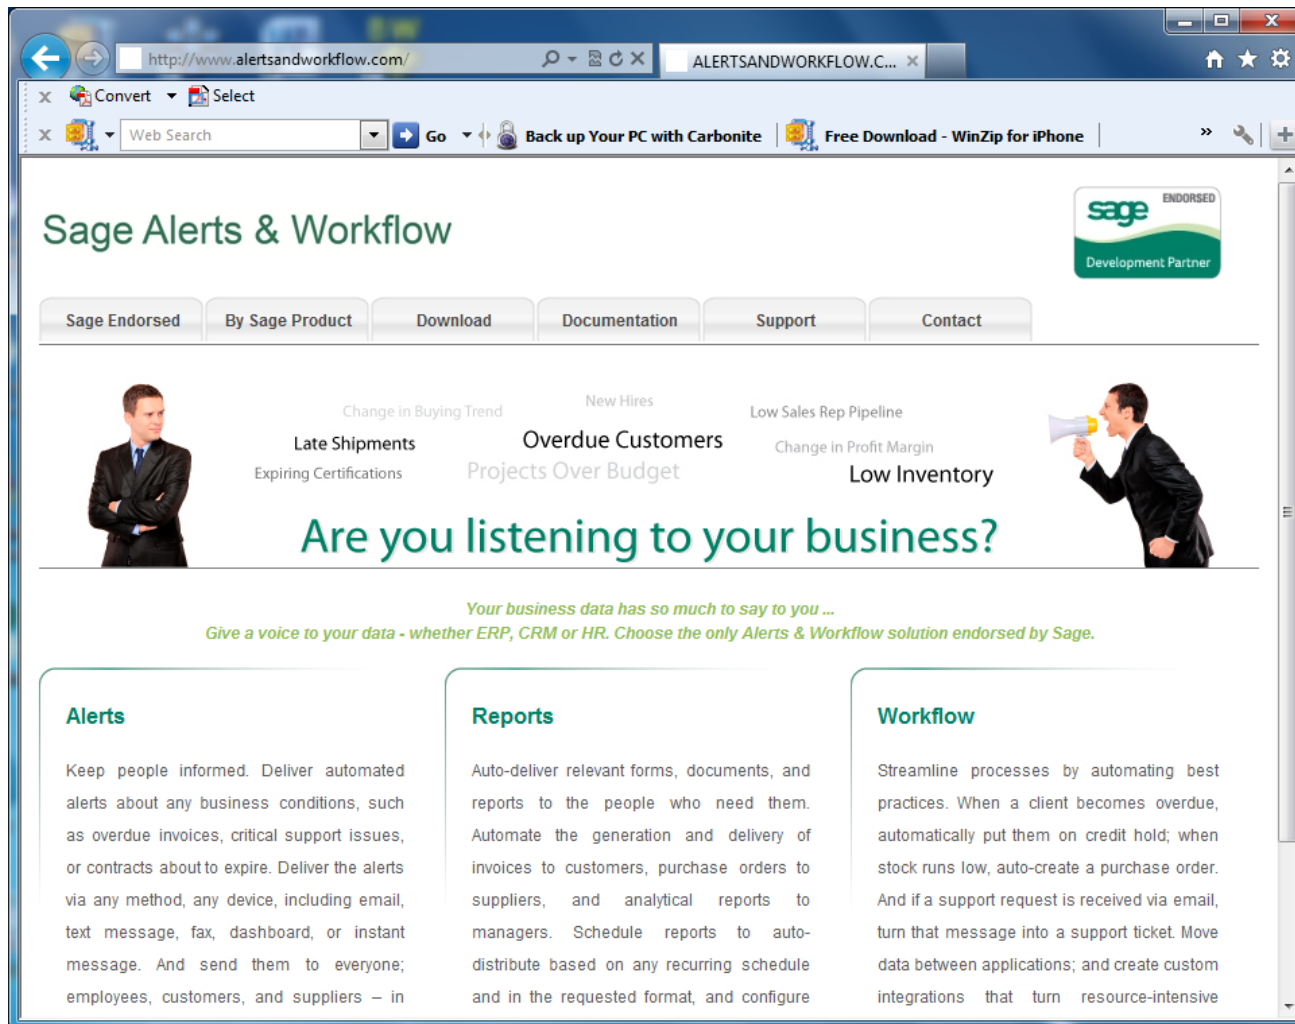 http://www.alertsandworkflow.com/
ALERTSANDWORKFLOW.C...
Convert Select
Web Search Go Back up Your PC with Carbonite Free Download - WinZip for iPhone »
Sage Alerts & Workflow
sage ENDORSED
Development Partner
Sage Endorsed By Sage Product Download Documentation Support Contact
Change in Buying Trend New Hires Low Sales Rep Pipeline
Late Shipments Overdue Customers Change in Profit Margin
Expiring Certifications Projects Over Budget Low Inventory
Are you listening to your business?
Your business data has so much to say to you ...
Give a voice to your data - whether ERP, CRM or HR. Choose the only Alerts & Workflow solution endorsed by Sage.
Alerts
Keep people informed. Deliver automated
alerts about any business conditions, such
as overdue invoices, critical support issues,
or contracts about to expire. Deliver the alerts
via any method, any device, including email,
text message, fax, dashboard, or instant
message. And send them to everyone;
employees, customers, and suppliers – in
Reports
Auto-deliver relevant forms, documents, and
reports to the people who need them.
Automate the generation and delivery of
invoices to customers, purchase orders to
suppliers, and analytical reports to
managers. Schedule reports to auto-
distribute based on any recurring schedule
and in the requested format, and configure
Workflow
Streamline processes by automating best
practices. When a client becomes overdue,
automatically put them on credit hold; when
stock runs low, auto-create a purchase order.
And if a support request is received via email,
turn that message into a support ticket. Move
data between applications; and create custom
integrations that turn resource-intensive